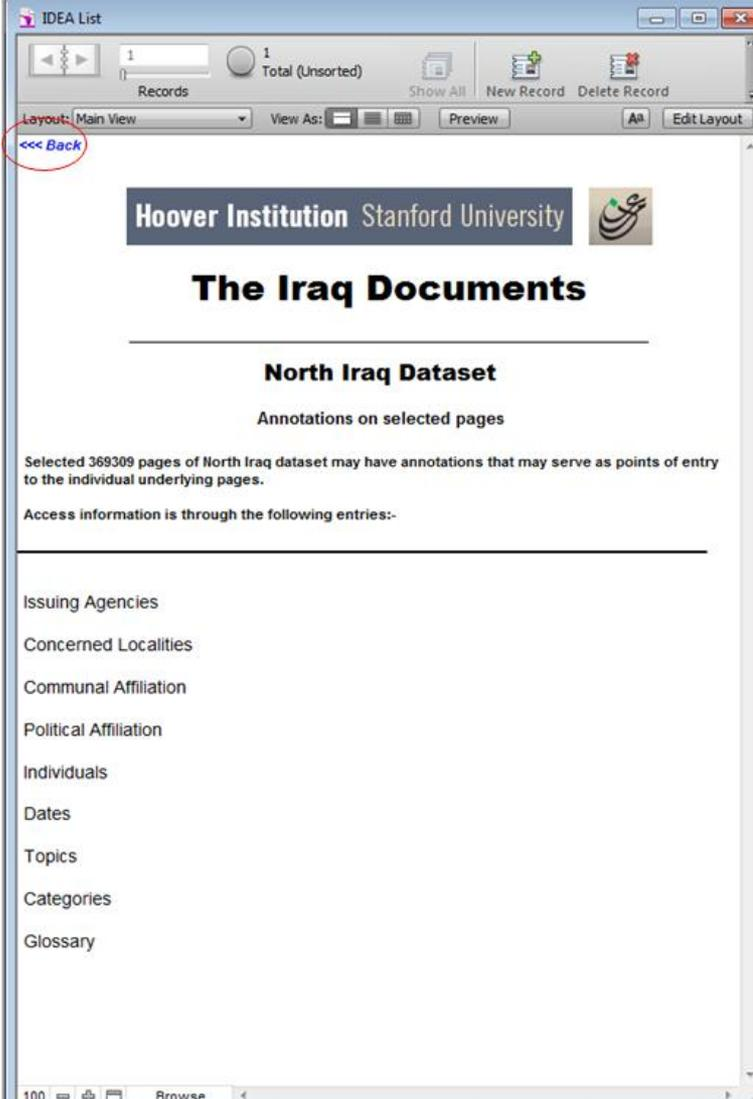 IDEA List
1
1
Total (Unsorted)
Records
Show All
New Record
Delete Record
Layout: Main View
View As:
Preview
Aa
Edit Layout
<<< Back
Hoover Institution Stanford University
The Iraq Documents
North Iraq Dataset
Annotations on selected pages
Selected 369309 pages of North Iraq dataset may have annotations that may serve as points of entry
to the individual underlying pages.
Access information is through the following entries:-
Issuing Agencies
Concerned Localities
Communal Affiliation
Political Affiliation
Individuals
Dates
Topics
Categories
Glossary
100
Browse